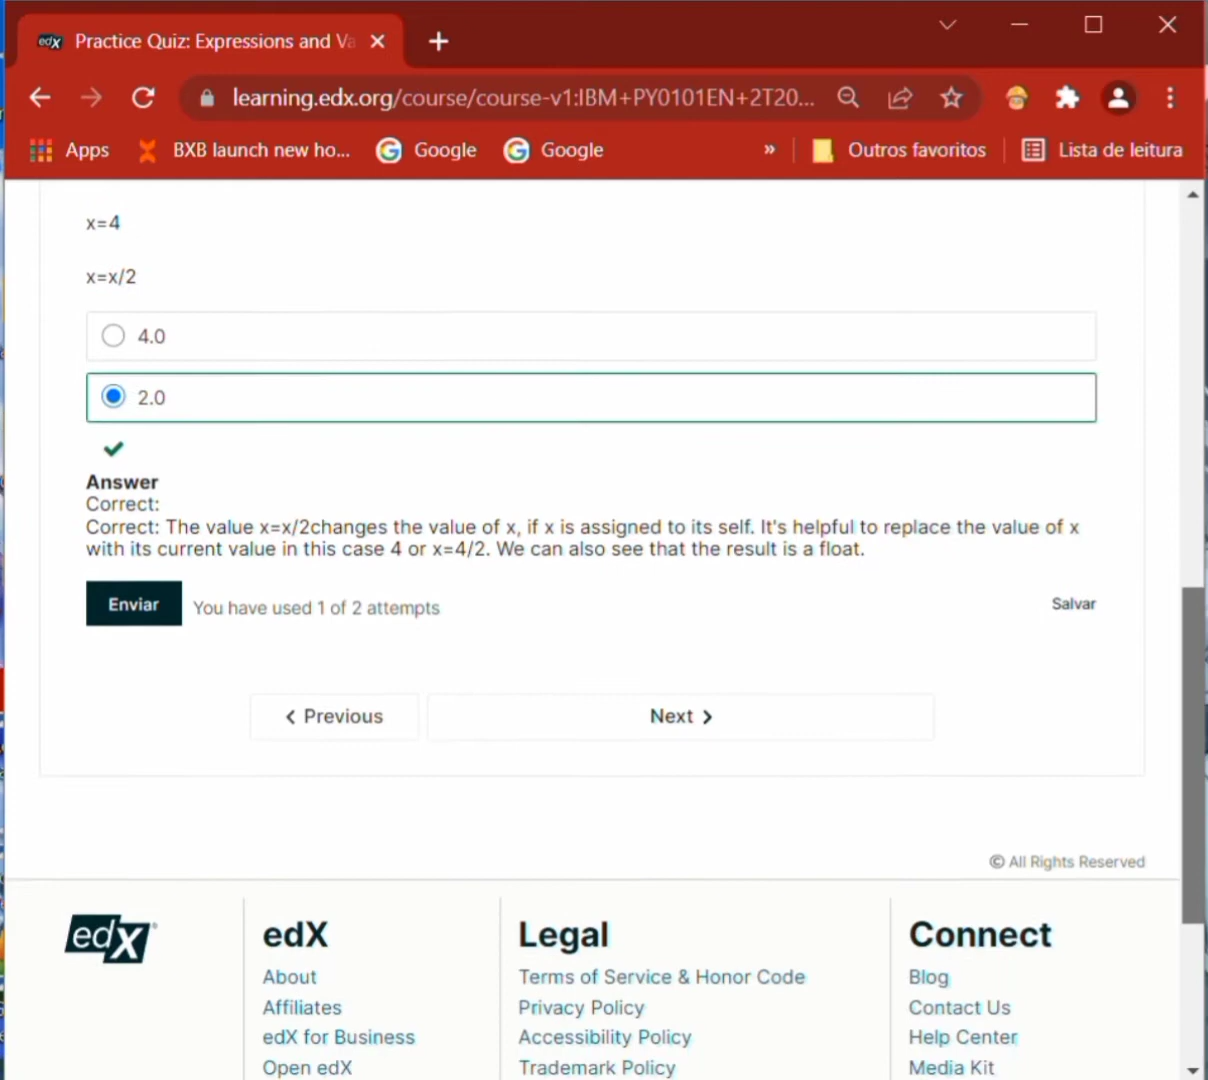 edX Practice Quiz: Expressions and Va
learning.edx.org/course/course-v1:IBM+PY0101EN+2T20...
Apps BXB launch new ho... Google Google » Outros favoritos Lista de leitura
x=4
x=x/2
4.0
2.0
Answer
Correct:
Correct: The value x=x/2changes the value of x, if x is assigned to its self. It's helpful to replace the value of x
with its current value in this case 4 or x=4/2. We can also see that the result is a float.
Enviar You have used 1 of 2 attempts Salvar
Previous Next
© All Rights Reserved
edX® edX Legal Connect
About Terms of Service & Honor Code Blog
Affiliates Privacy Policy Contact Us
edX for Business Accessibility Policy Help Center
Open edX Trademark Policy Media Kit